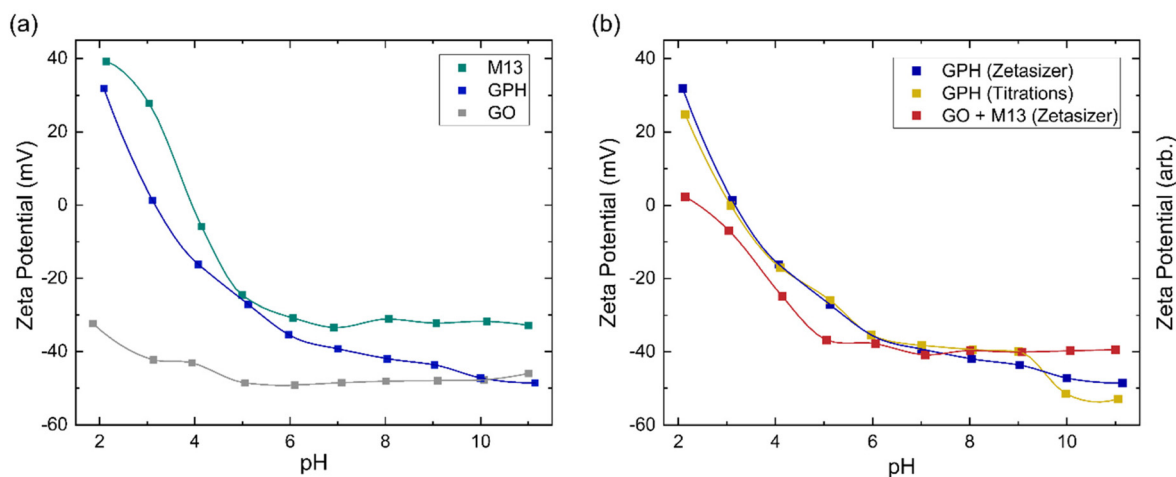 (a)
40
20
0
-20
-40
-60
Zeta Potential (mV)
2 4 6 8 10
pH
M13
GPH
GO
(b)
40
20
0
-20
-40
-60
Zeta Potential (mV)
2 4 6 8 10
pH
GPH (Zetasizer)
GPH (Titrations)
GO + M13 (Zetasizer)
Zeta Potential (arb.)